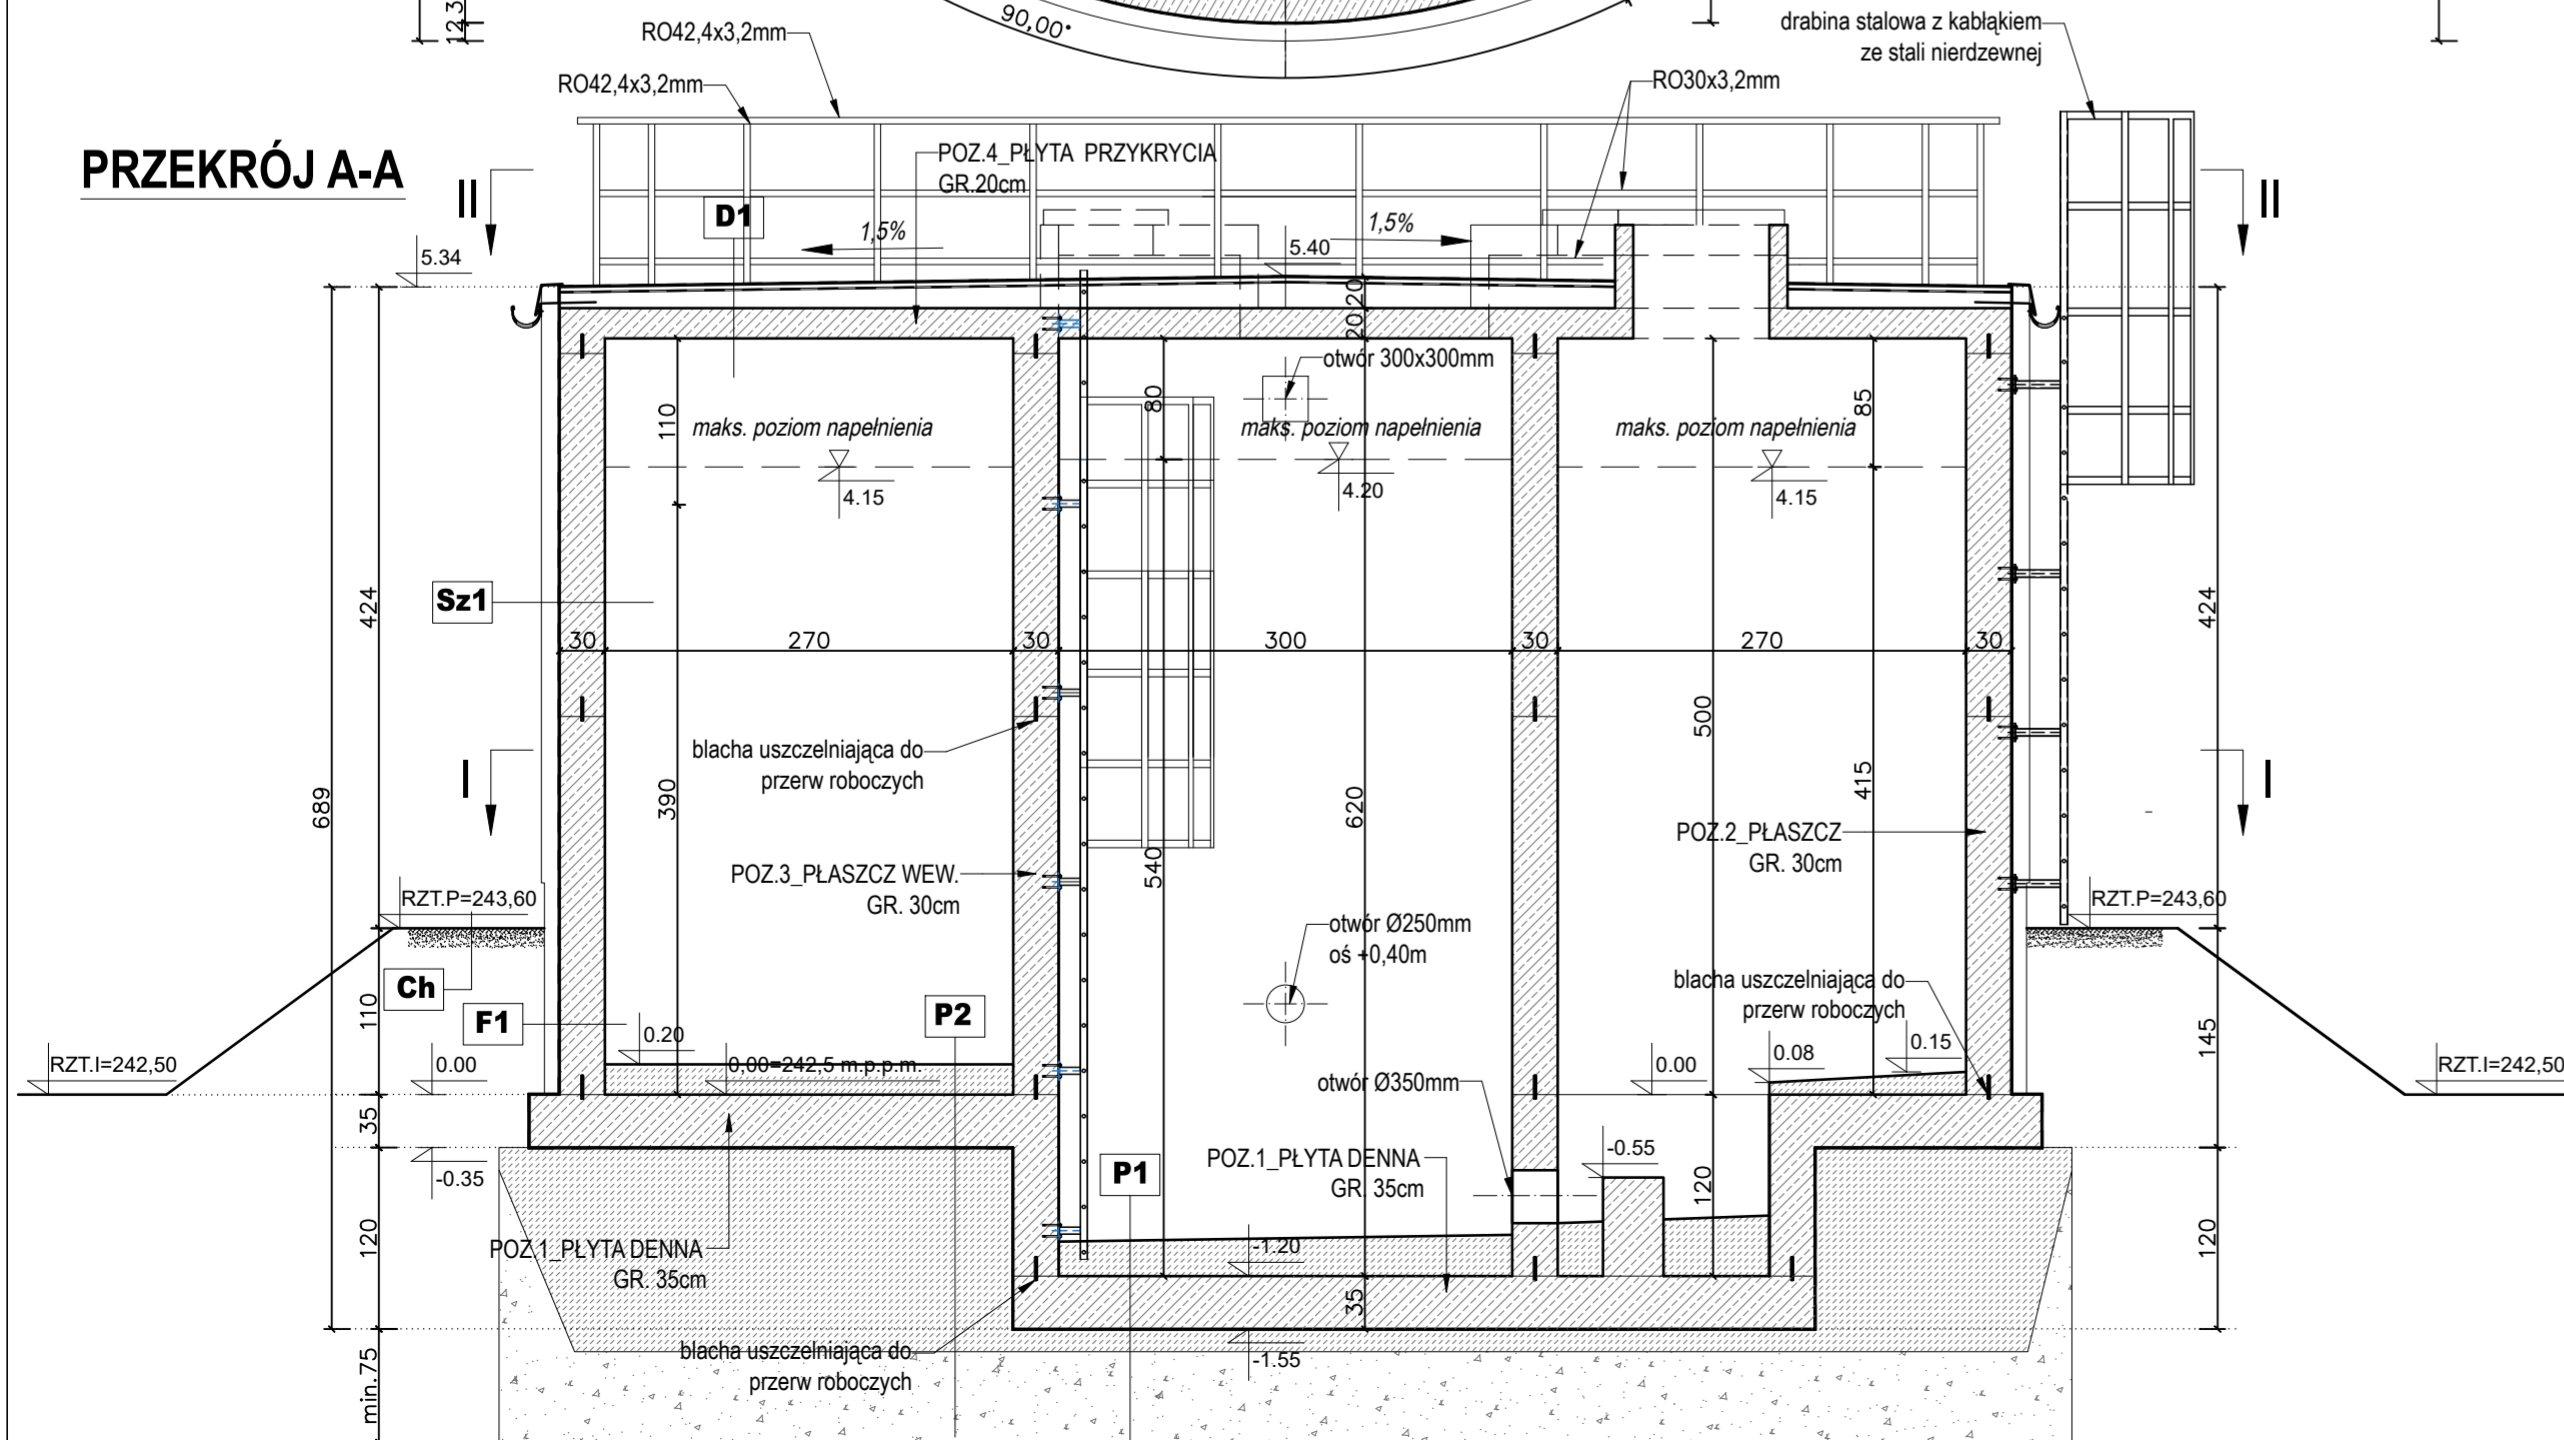 123
90,00°
drabina stalowa z kabłąkiem
ze stali nierdzewnej
RO42,4x3,2mm
RO42,4x3,2mm
RO30x3,2mm
PRZEKRÓJ A-A
POZ.4_PŁYTA PRZYKRYCIA
GR.20cm
II
II
D1
1,5%
1,5%
5.34
5.40
20
20
otwór 300x300mm
110
80
85
maks. poziom napełnienia
maks. poziom napełnienia
maks. poziom napełnienia
4.15
4.20
4.15
Sz1
424
424
30
270
30
300
30
270
30
500
blacha uszczelniająca do
przerw roboczych
I
I
689
390
620
415
POZ.2_PŁASZCZ
GR. 30cm
540
POZ.3_PŁASZCZ WEW.
GR. 30cm
RZT.P=243,60
RZT.P=243,60
otwór Ø250mm
oś +0,40m
Ch
110
F1
P2
blacha uszczelniająca do
przerw roboczych
145
0.20
0.15
RZT.I=242,50
0.00
0,00=242,5 m.p.p.m.
0.00
0.08
RZT.I=242,50
otwór Ø350mm
35
-0.35
POZ.1_PŁYTA DENNA
GR. 35cm
-0.55
P1
120
120
120
POZ.1_PŁYTA DENNA
GR. 35cm
-1.20
35
blacha uszczelniająca do
przerw roboczych
-1.55
min.75